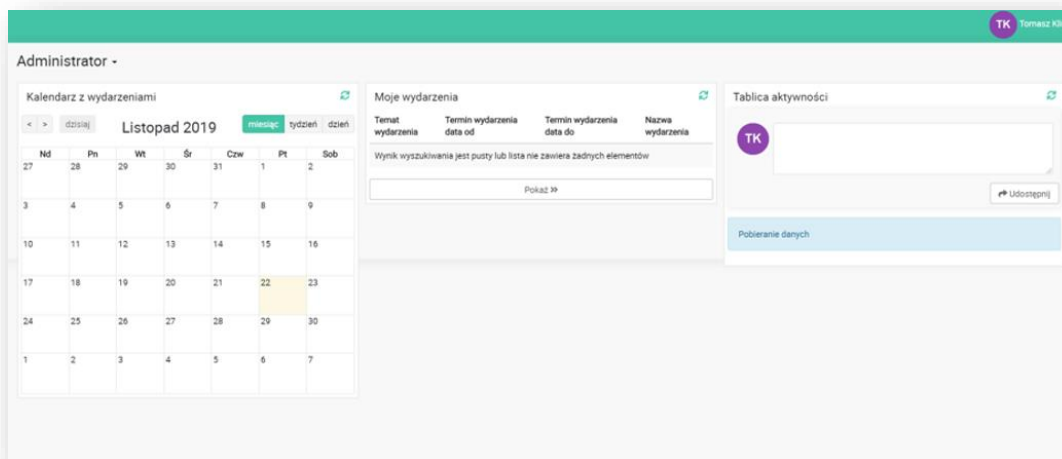 TK Tomasz Kli
Administrator
Kalendarz z wydarzeniami
< > dzisiaj Listopad 2019 miesiąc tydzień dzień
Nd Pn Wt Śr Czw Pt Sob
27 28 29 30 31 1 2
3 4 5 6 7 8 9
10 11 12 13 14 15 16
17 18 19 20 21 22 23
24 25 26 27 28 29 30
1 2 3 4 5 6 7
Moje wydarzenia
Temat wydarzenia Termin wydarzenia data od Termin wydarzenia data do Nazwa wydarzenia
Wynik wyszukiwania jest pusty lub lista nie zawiera żadnych elementów
Pokaż »
Tablica aktywności
TK
Udostępnij
Pobieranie danych